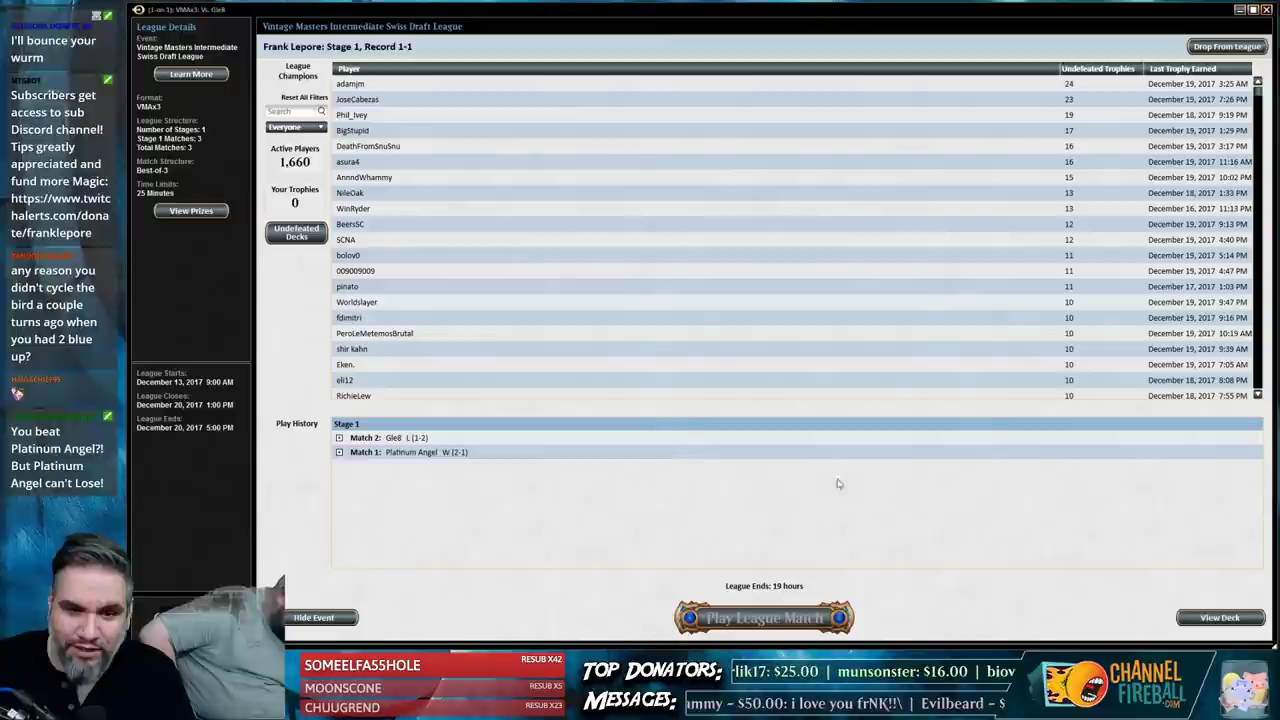 (1-on-1): VMAx3: Vs. Gle8
I'll bounce your
wurm
MTGBOT
Subscribers get
access to sub
Discord channel!
Tips greatly
appreciated and
fund more Magic:
https://www.twitc
halerts.com/dona
te/franklepore
any reason you
didn't cycle the
bird a couple
turns ago when
you had 2 blue
up?
You beat
Platinum Angel?!
But Platinum
Angel can't Lose!
League Details
Event:
Vintage Masters Intermediate
Swiss Draft League
Learn More
Format:
VMAx3
League Structure:
Number of Stages: 1
Stage 1 Matches: 3
Total Matches: 3
Match Structure:
Best-of-3
Time Limits:
25 Minutes
View Prizes
League Starts:
December 13, 2017 9:00 AM
League Closes:
December 20, 2017 1:00 PM
League Ends:
December 20, 2017 5:00 PM
Vintage Masters Intermediate Swiss Draft League
Frank Lepore: Stage 1, Record 1-1
Drop From League
League
Champions
Reset All Filters
Search
Everyone
Active Players
1,660
Your Trophies
0
Undefeated
Decks
Player Undefeated Trophies Last Trophy Earned
adamjm 24 December 19, 2017 3:25 AM
JoseCabezas 23 December 19, 2017 7:26 PM
Phil_Ivey 19 December 18, 2017 9:19 PM
BigStupid 17 December 19, 2017 1:29 PM
DeathFromSnuSnu 16 December 19, 2017 3:17 PM
asura4 16 December 19, 2017 11:16 AM
AnnndWhammy 15 December 19, 2017 10:02 PM
NileOak 13 December 18, 2017 1:33 PM
WinRyder 13 December 16, 2017 11:13 PM
BeersSC 12 December 19, 2017 9:13 PM
SCNA 12 December 19, 2017 4:40 PM
bolov0 11 December 19, 2017 5:14 PM
009009009 11 December 19, 2017 4:47 PM
pinato 11 December 17, 2017 1:03 PM
Worldslayer 10 December 19, 2017 9:47 PM
fdimitri 10 December 19, 2017 9:16 PM
PeroLeMetemosBrutal 10 December 19, 2017 10:19 AM
shir kahn 10 December 19, 2017 9:39 AM
Eken. 10 December 19, 2017 7:05 AM
eli12 10 December 18, 2017 8:08 PM
RichieLew 10 December 18, 2017 7:55 PM
Play History
Stage 1
Match 2: Gle8 L (1-2)
Match 1: Platinum Angel W (2-1)
League Ends: 19 hours
Hide Event
Play League Match
View Deck
SOMEELFA55HOLE RESUB X42
MOONSCONE RESUB X5
CHUUGREND RESUB X23
TOP DONATORS: lik17: $25.00 | munsonster: $16.00 | biov
MESSAGES: ummy – $50.00: i love you frNK!!\ | Evilbeard – $
CHANNEL
FIREBALL
.COM